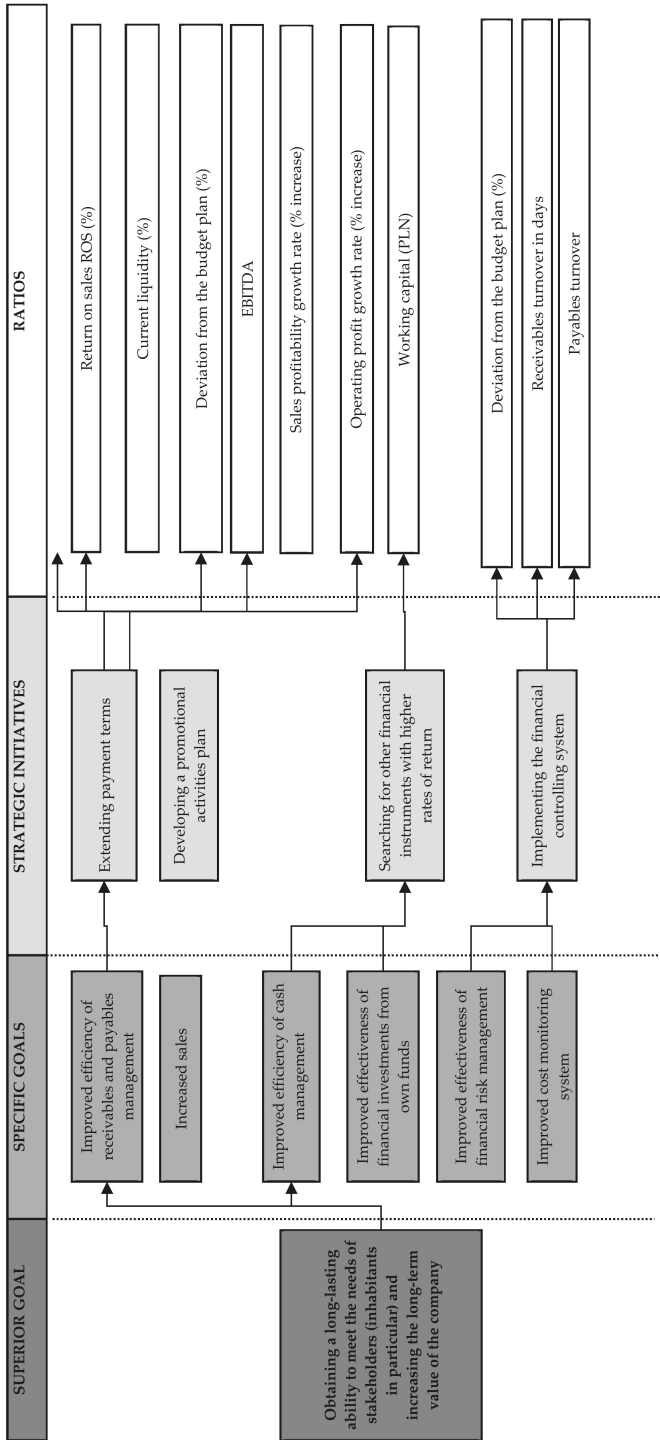 SUPERIOR GOAL
SPECIFIC GOALS
STRATEGIC INITIATIVES
RATIOS
Obtaining a long-lasting
ability to meet the needs of
stakeholders (inhabitants
in particular) and
increasing the long-term
value of the company
Improved efficiency of
receivables and payables
management
Increased sales
Improved efficiency of cash
management
Improved effectiveness of
financial investments from
own funds
Improved effectiveness of
financial risk management
Improved cost monitoring
system
Extending payment terms
Developing a promotional
activities plan
Searching for other financial
instruments with higher
rates of return
Implementing the financial
controlling system
Return on sales ROS (%)
Current liquidity (%)
Deviation from the budget plan (%)
EBITDA
Sales profitability growth rate (% increase)
Operating profit growth rate (% increase)
Working capital (PLN)
Deviation from the budget plan (%)
Receivables turnover in days
Payables turnover